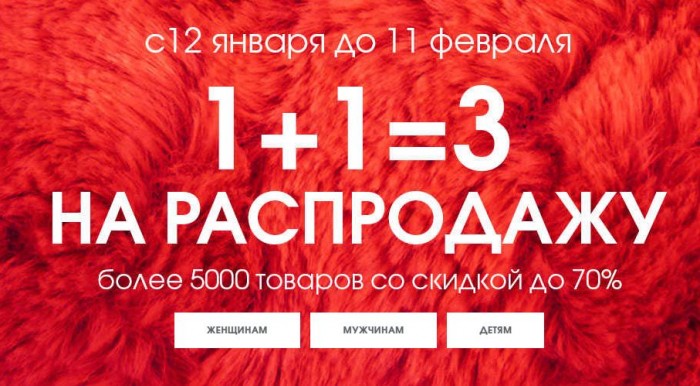 с12 января до 11 февраля
1+1=3
НА РАСПРОДАЖУ
более 5000 товаров со скидкой до 70%
ЖЕНЩИНАМ МУЖЧИНАМ ДЕТЯМ